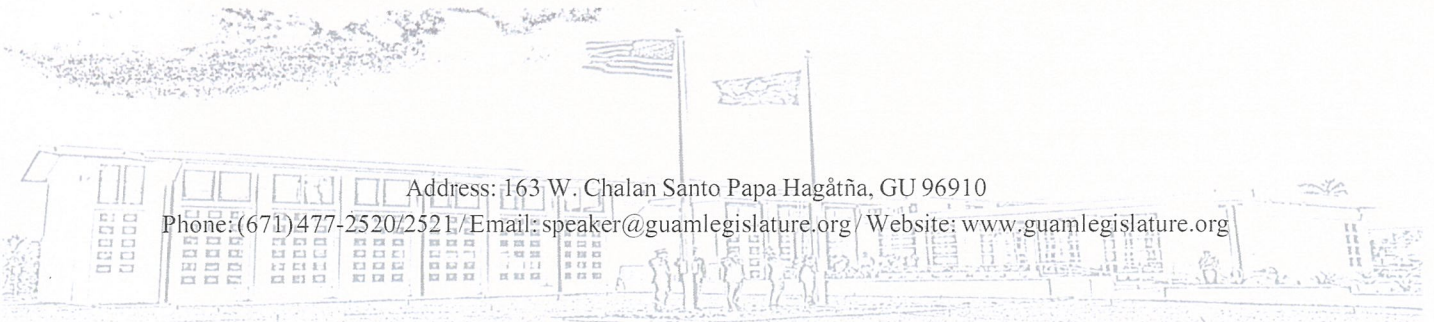 Address: 163 W. Chalan Santo Papa Hagåtña, GU 96910
Phone: (671)477-2520/2521 / Email: speaker@guamlegislature.org / Website: www.guamlegislature.org